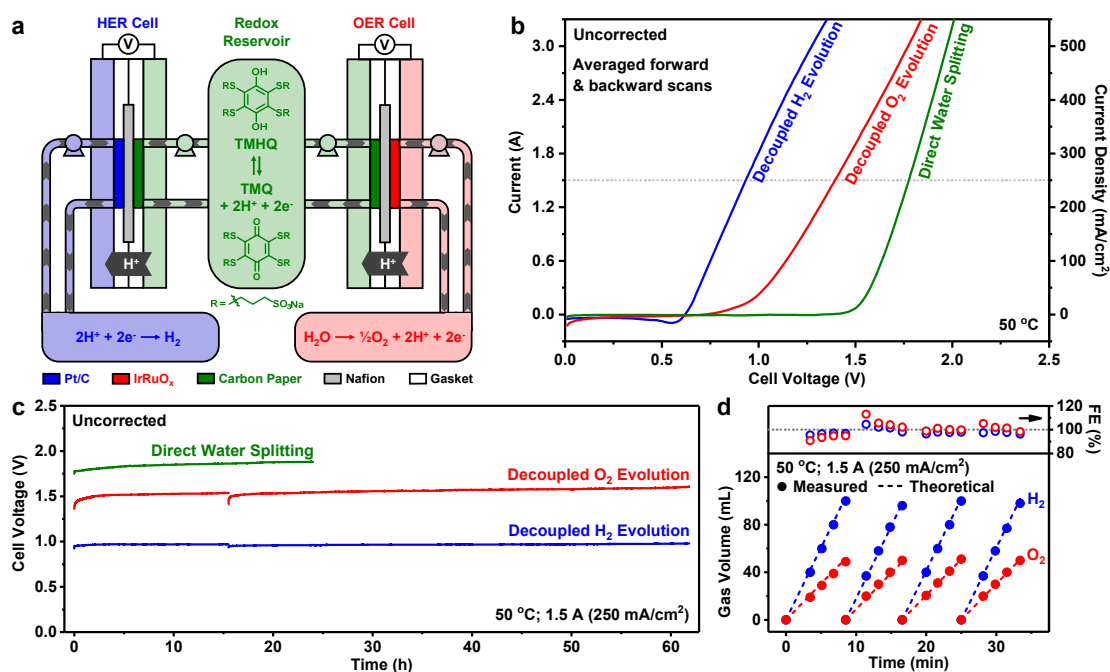 a
HER Cell
Redox
Reservoir
OER Cell
V
V
OH
RS
SR
RS
SR
OH
TMHQ
TMQ
+ 2H⁺ + 2e⁻
O
RS
SR
RS
SR
O
H⁺
H⁺
R =
SO₃Na
2H⁺ + 2e⁻ → H₂
H₂O → ½O₂ + 2H⁺ + 2e⁻
Pt/C
IrRuOₓ
Carbon Paper
Nafion
Gasket
b
Uncorrected
Averaged forward
& backward scans
Decoupled H₂ Evolution
Decoupled O₂ Evolution
Direct Water Splitting
50 °C
Current (A)
3.0
2.4
1.8
1.2
0.6
0.0
Current Density (mA/cm²)
500
400
300
200
100
0
0.0
0.5
1.0
1.5
2.0
2.5
Cell Voltage (V)
c
Uncorrected
Direct Water Splitting
Decoupled O₂ Evolution
Decoupled H₂ Evolution
50 °C; 1.5 A (250 mA/cm²)
Cell Voltage (V)
2.5
2.0
1.5
1.0
0.5
0.0
0
10
20
30
40
50
60
Time (h)
d
120
100
80
FE
(%)
50 °C; 1.5 A (250 mA/cm²)
Measured
Theoretical
H₂
O₂
Gas Volume (mL)
120
80
40
0
0
10
20
30
Time (min)